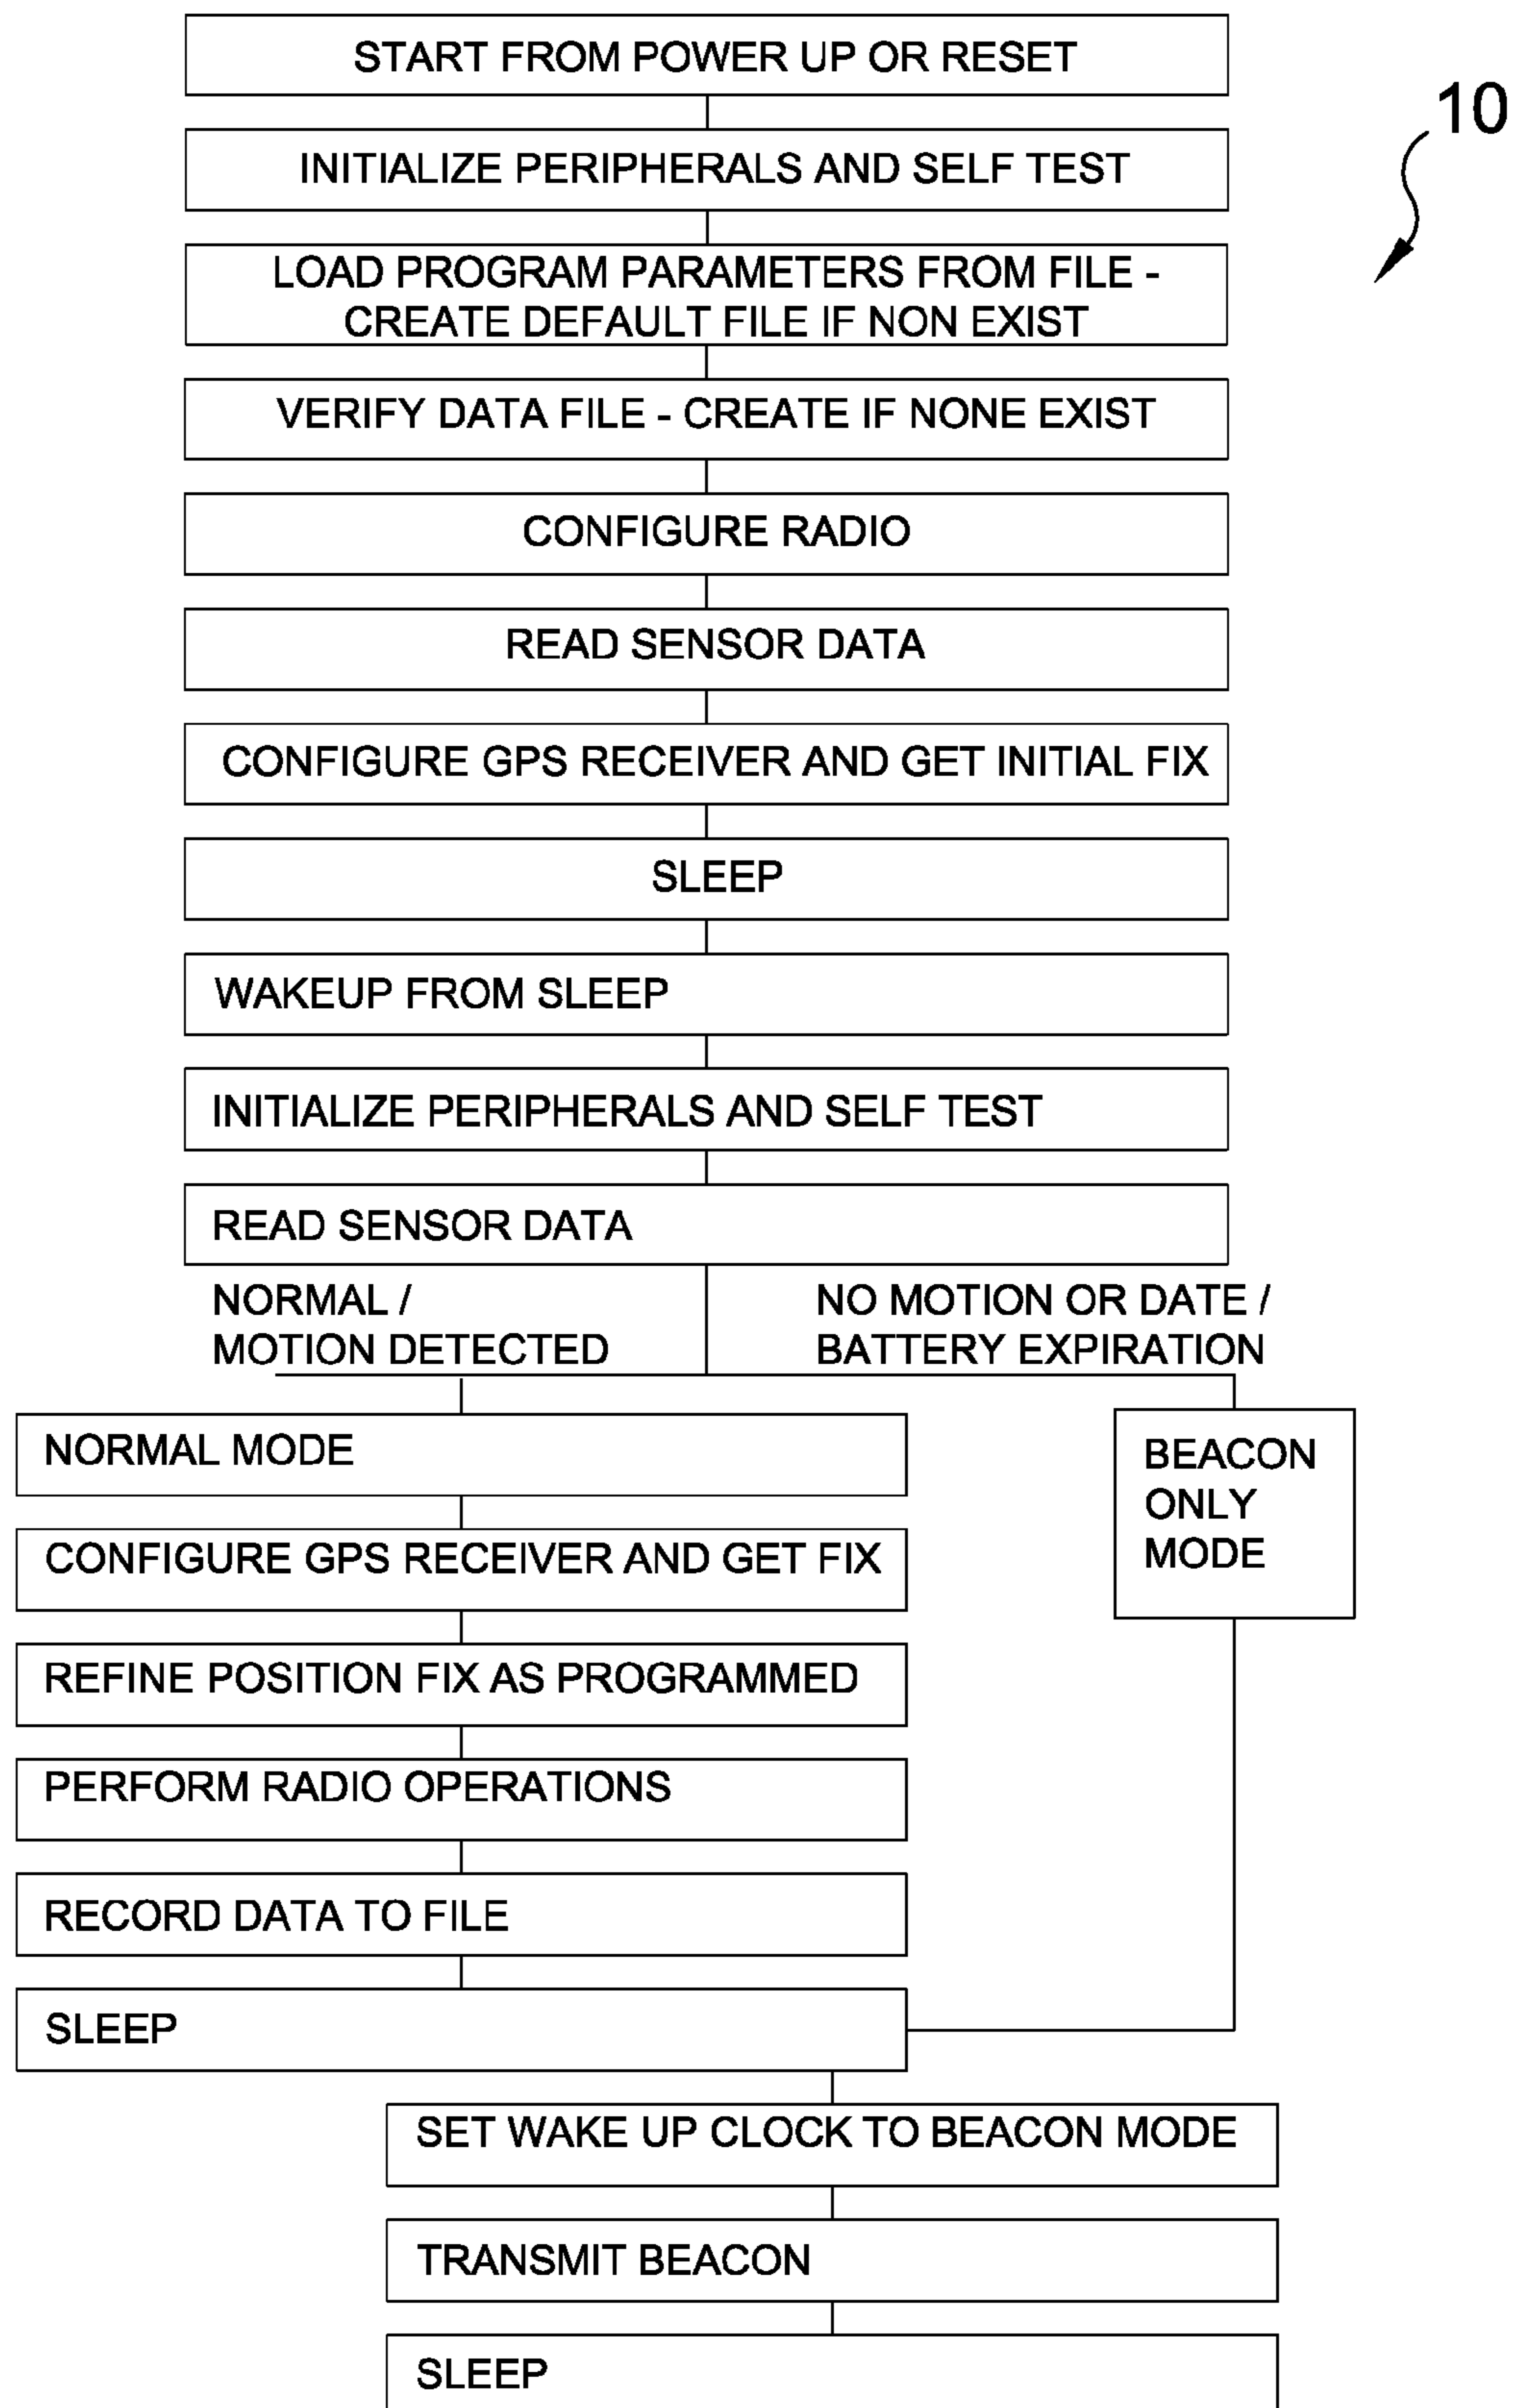 START FROM POWER UP OR RESET
10
INITIALIZE PERIPHERALS AND SELF TEST
LOAD PROGRAM PARAMETERS FROM FILE -
CREATE DEFAULT FILE IF NON EXIST
VERIFY DATA FILE - CREATE IF NONE EXIST
CONFIGURE RADIO
READ SENSOR DATA
CONFIGURE GPS RECEIVER AND GET INITIAL FIX
SLEEP
WAKEUP FROM SLEEP
INITIALIZE PERIPHERALS AND SELF TEST
READ SENSOR DATA
NORMAL /
MOTION DETECTED
NO MOTION OR DATE /
BATTERY EXPIRATION
NORMAL MODE
CONFIGURE GPS RECEIVER AND GET FIX
REFINE POSITION FIX AS PROGRAMMED
PERFORM RADIO OPERATIONS
RECORD DATA TO FILE
SLEEP
BEACON
ONLY
MODE
SET WAKE UP CLOCK TO BEACON MODE
TRANSMIT BEACON
SLEEP